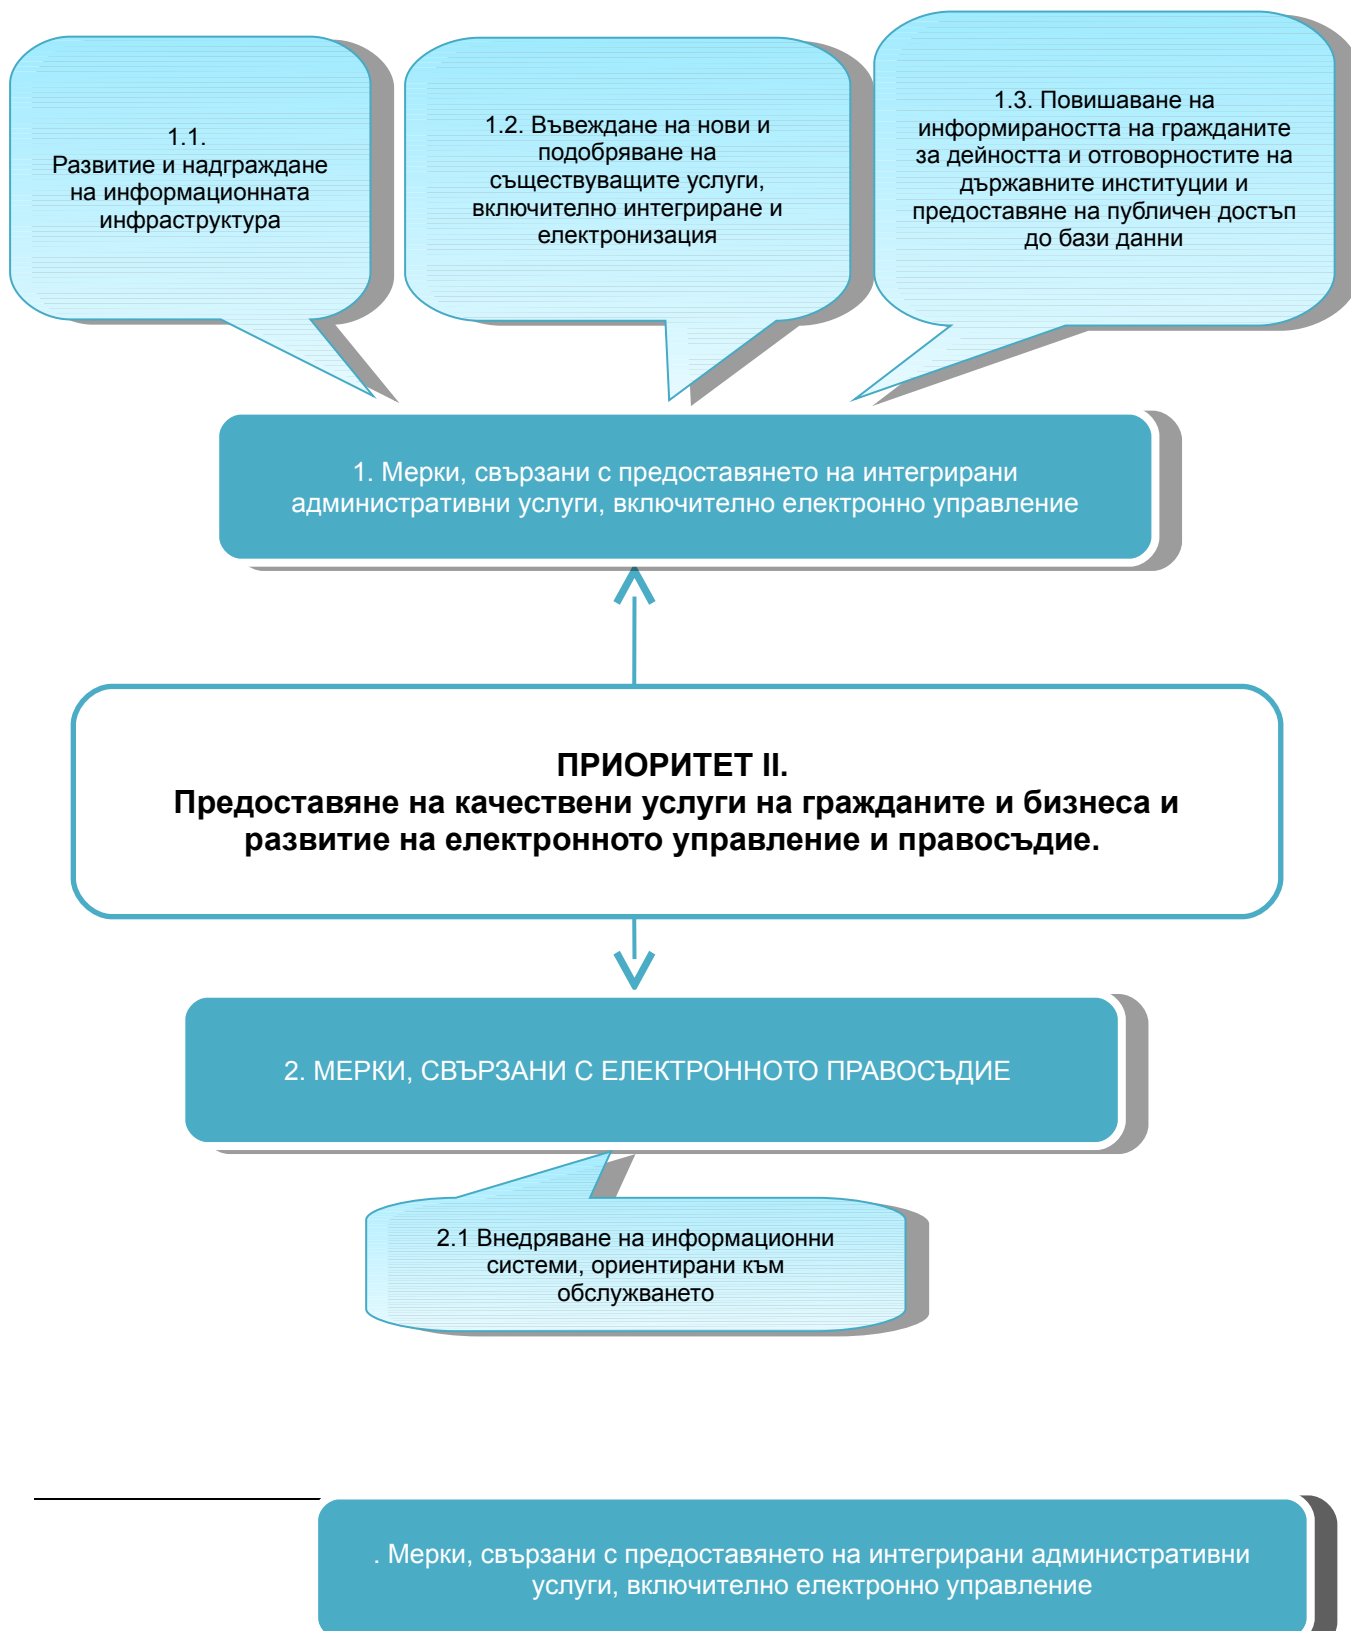 1.1.
Развитие и надграждане
на информационната
инфраструктура
1.2. Въвеждане на нови и
подобряване на
съществуващите услуги,
включително интегриране и
електронизация
1.3. Повишаване на
информираността на гражданите
за дейността и отговорностите на
държавните институции и
предоставяне на публичен достъп
до бази данни
1. Мерки, свързани с предоставянето на интегрирани
административни услуги, включително електронно управление
ПРИОРИТЕТ II.
Предоставяне на качествени услуги на гражданите и бизнеса и
развитие на електронното управление и правосъдие.
2. МЕРКИ, СВЪРЗАНИ С ЕЛЕКТРОННОТО ПРАВОСЪДИЕ
2.1 Внедряване на информационни
системи, ориентирани към
обслужването
. Мерки, свързани с предоставянето на интегрирани административни
услуги, включително електронно управление